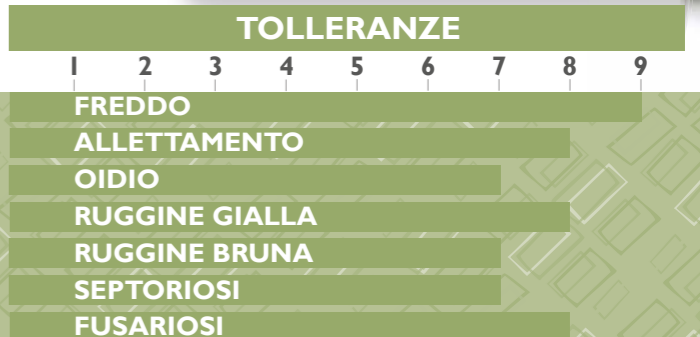 TOLLERANZE
1 2 3 4 5 6 7 8 9
FREDDO
ALLETTAMENTO
OIDIO
RUGGINE GIALLA
RUGGINE BRUNA
SEPTORIOSI
FUSARIOSI